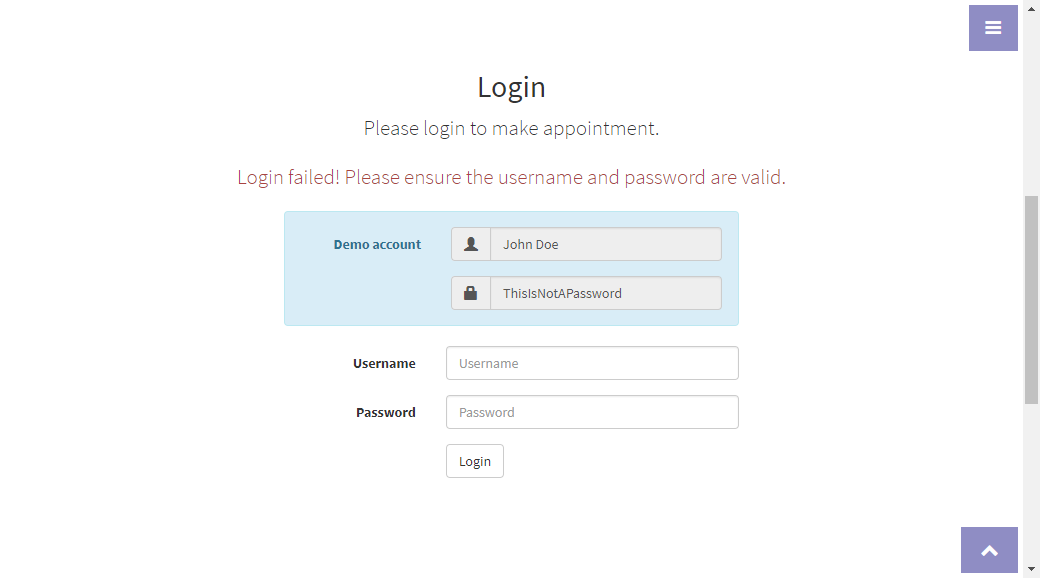 Login
Please login to make appointment.
Login failed! Please ensure the username and password are valid.
Demo account
John Doe
ThisIsNotAPassword
Username
Username
Password
Password
Login